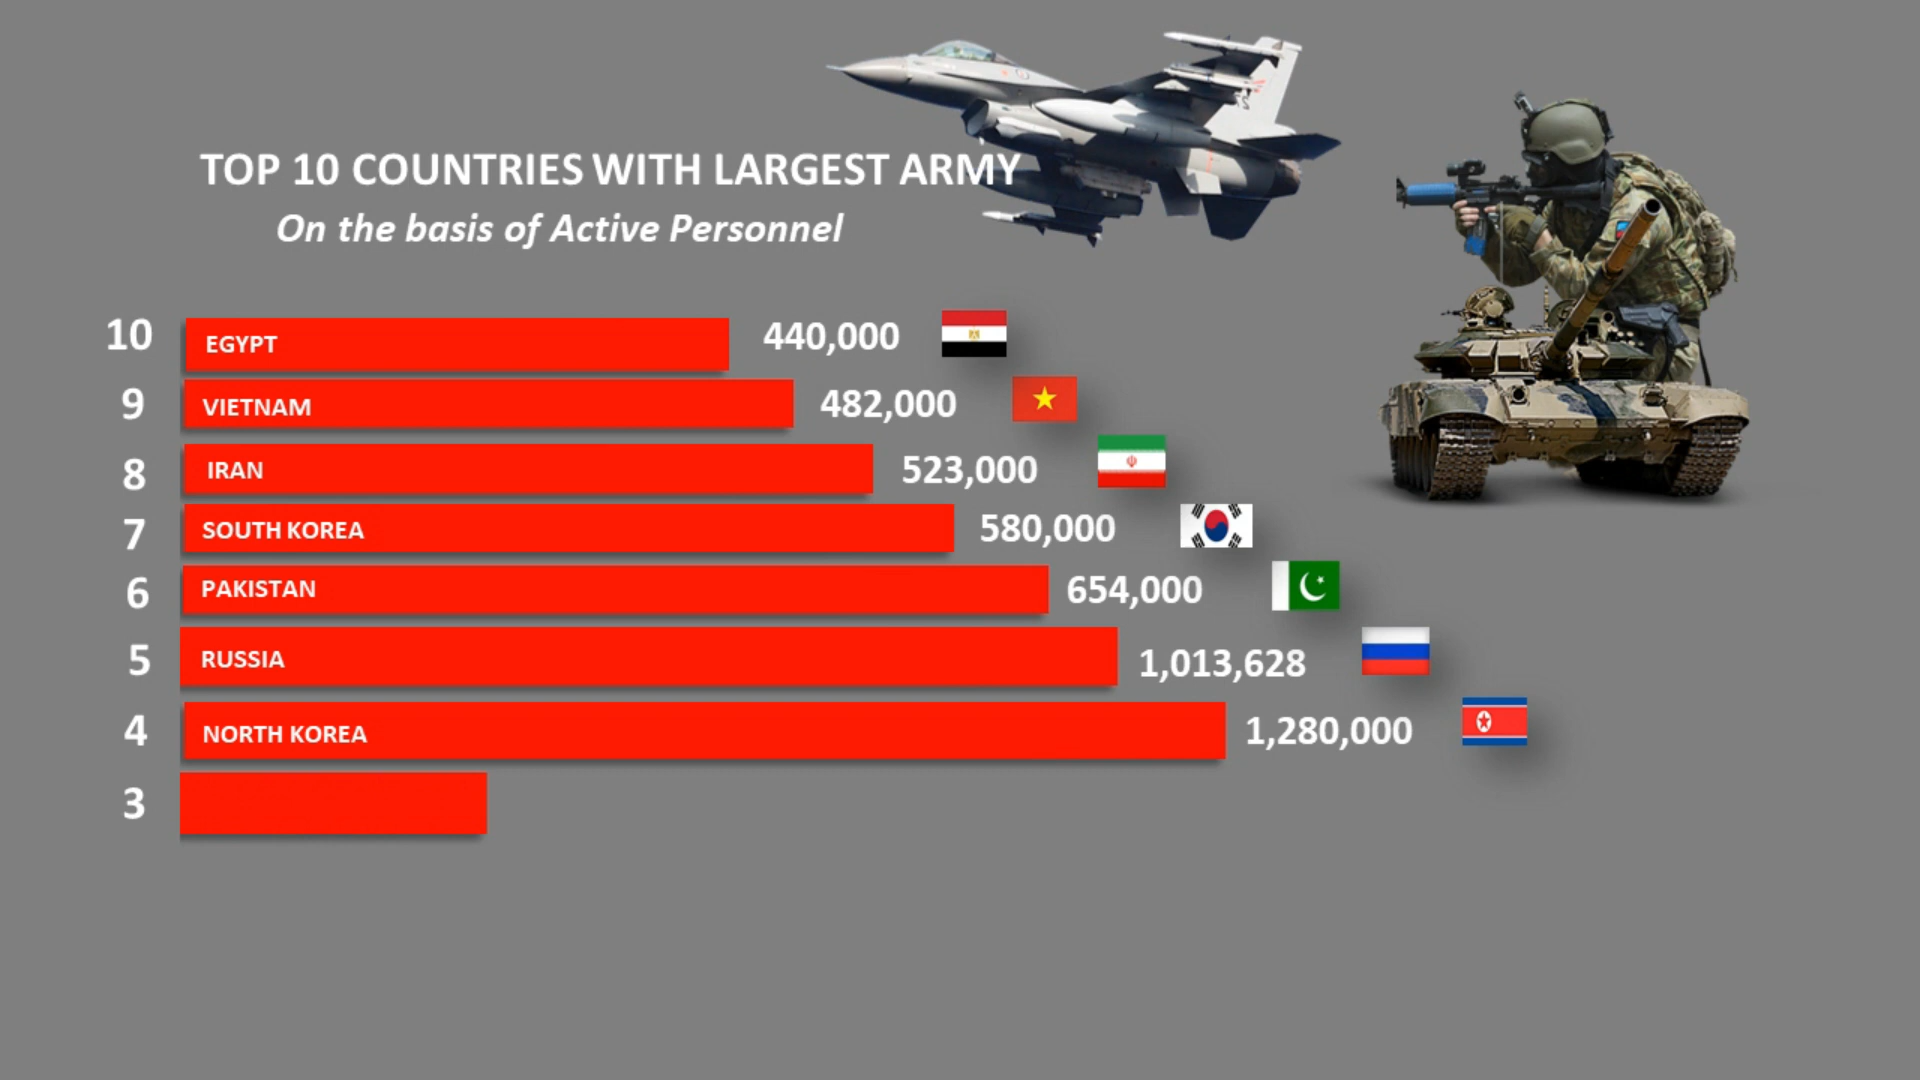 TOP 10 COUNTRIES WITH LARGEST ARMY
On the basis of Active Personnel
10 EGYPT 440,000
9 VIETNAM 482,000
8 IRAN 523,000
7 SOUTH KOREA 580,000
6 PAKISTAN 654,000
5 RUSSIA 1,013,628
4 NORTH KOREA 1,280,000
3